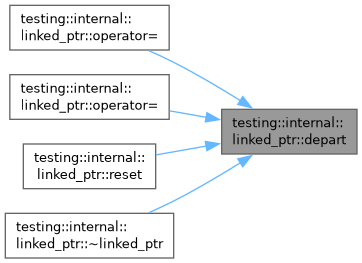 testing::internal::
linked_ptr::operator=
testing::internal::
linked_ptr::operator=
testing::internal::
linked_ptr::depart
testing::internal::
linked_ptr::reset
testing::internal::
linked_ptr::~linked_ptr